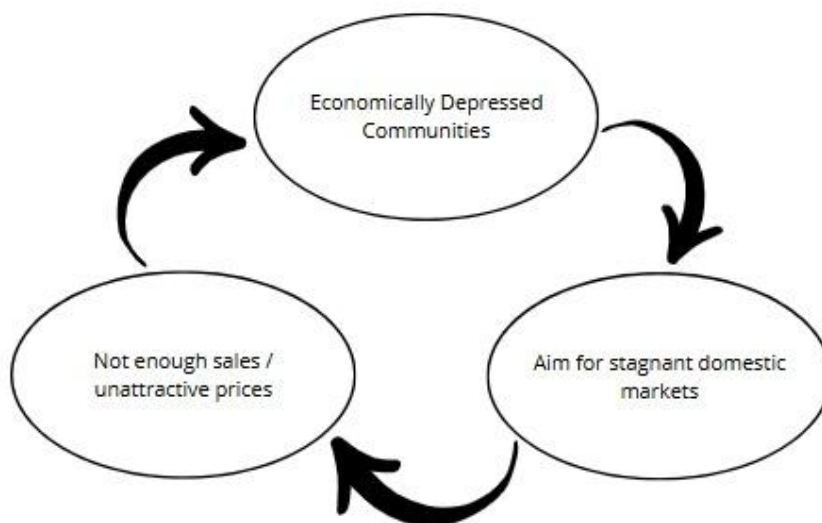 Economically Depressed
Communities
Not enough sales /
unattractive prices
Aim for stagnant domestic
markets